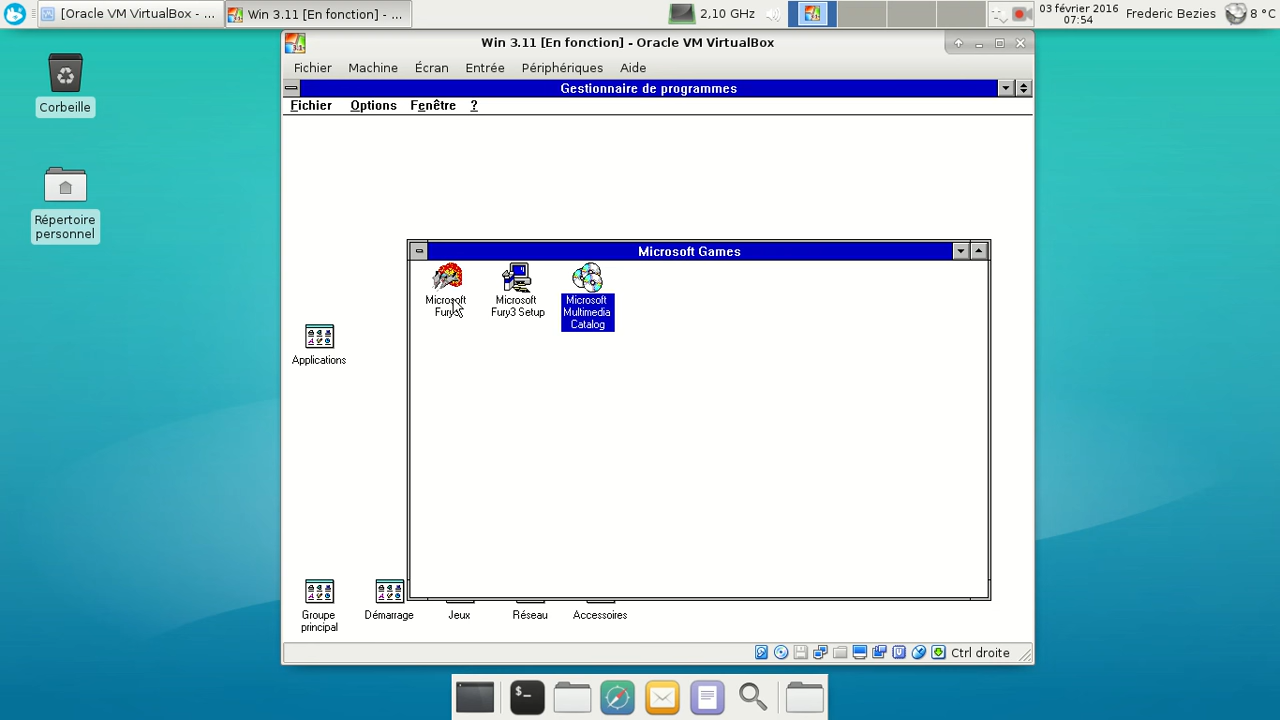 [Oracle VM VirtualBox - ...
Win 3.11 [En fonction] - ...
2,10 GHz
03 février 2016
07:54
Frederic Bezies
8 °C
Corbeille
Répertoire
personnel
Win 3.11 [En fonction] - Oracle VM VirtualBox
Fichier Machine Écran Entrée Périphériques Aide
Gestionnaire de programmes
Fichier Options Fenêtre ?
Microsoft Games
Microsoft
Fury3
Microsoft
Fury3 Setup
Microsoft
Multimedia
Catalog
Applications
Groupe
principal
Démarrage
Jeux
Réseau
Accessoires
Ctrl droite